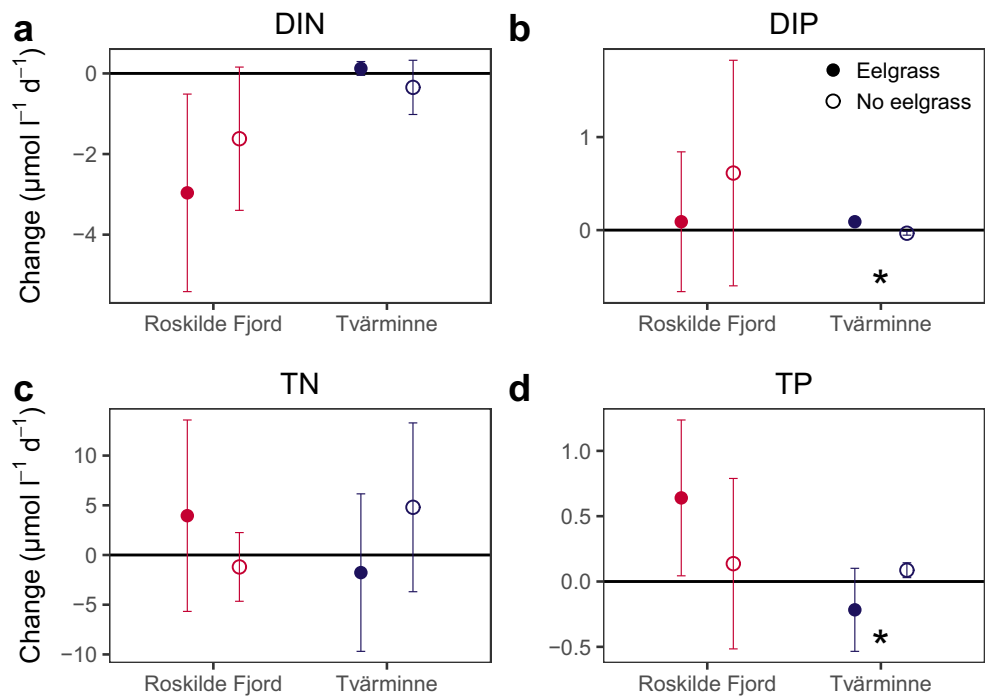 a
DIN
Change (µmol l⁻¹ d⁻¹)
0
−2
−4
Roskilde Fjord
Tvärminne
b
DIP
Eelgrass
No eelgrass
1
0
*
Roskilde Fjord
Tvärminne
c
TN
Change (µmol l⁻¹ d⁻¹)
10
5
0
−5
−10
Roskilde Fjord
Tvärminne
d
TP
1.0
0.5
0.0
−0.5
*
Roskilde Fjord
Tvärminne